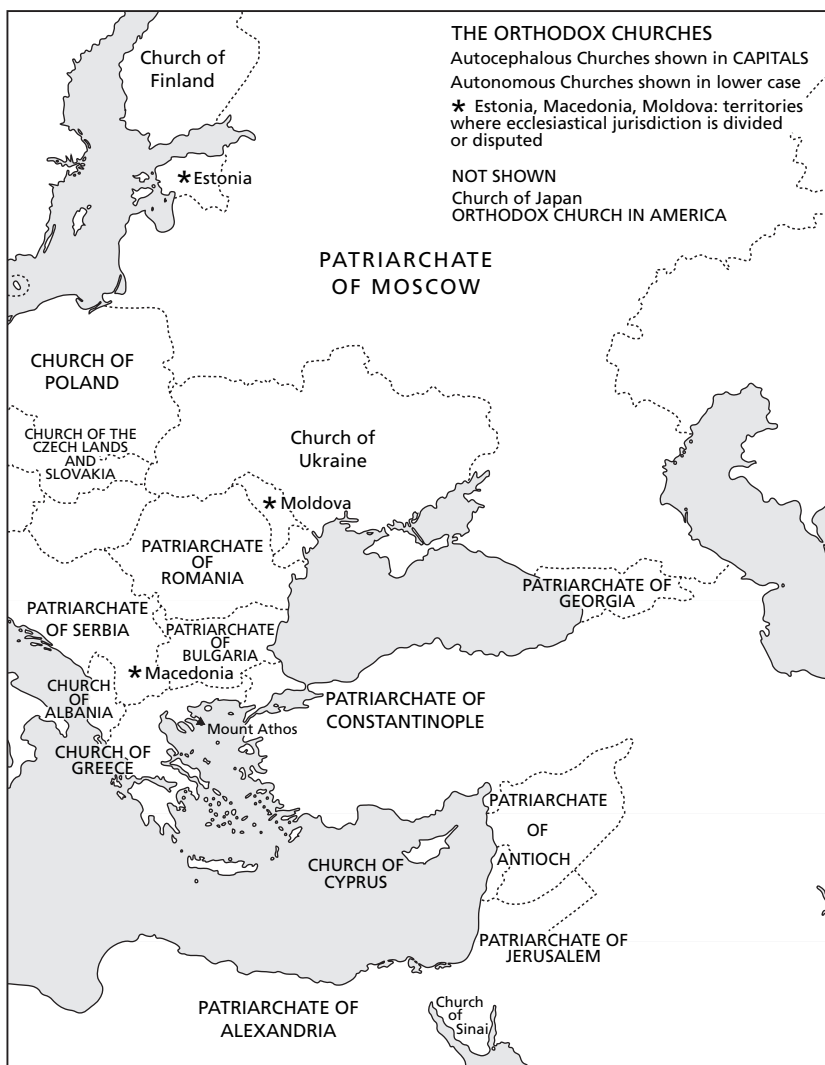 THE ORTHODOX CHURCHES
Autocephalous Churches shown in CAPITALS
Autonomous Churches shown in lower case
* Estonia, Macedonia, Moldova: territories
where ecclesiastical jurisdiction is divided
or disputed
NOT SHOWN
Church of Japan
ORTHODOX CHURCH IN AMERICA
Church of
Finland
* Estonia
PATRIARCHATE
OF MOSCOW
CHURCH OF
POLAND
CHURCH OF THE
CZECH LANDS
AND
SLOVAKIA
Church of
Ukraine
* Moldova
PATRIARCHATE
OF
ROMANIA
PATRIARCHATE OF
GEORGIA
PATRIARCHATE
OF SERBIA
PATRIARCHATE
OF
BULGARIA
* Macedonia
CHURCH
OF
ALBANIA
PATRIARCHATE OF
CONSTANTINOPLE
Mount Athos
CHURCH OF
GREECE
PATRIARCHATE
OF
ANTIOCH
CHURCH OF
CYPRUS
PATRIARCHATE OF
JERUSALEM
PATRIARCHATE OF
ALEXANDRIA
Church
of
Sinai